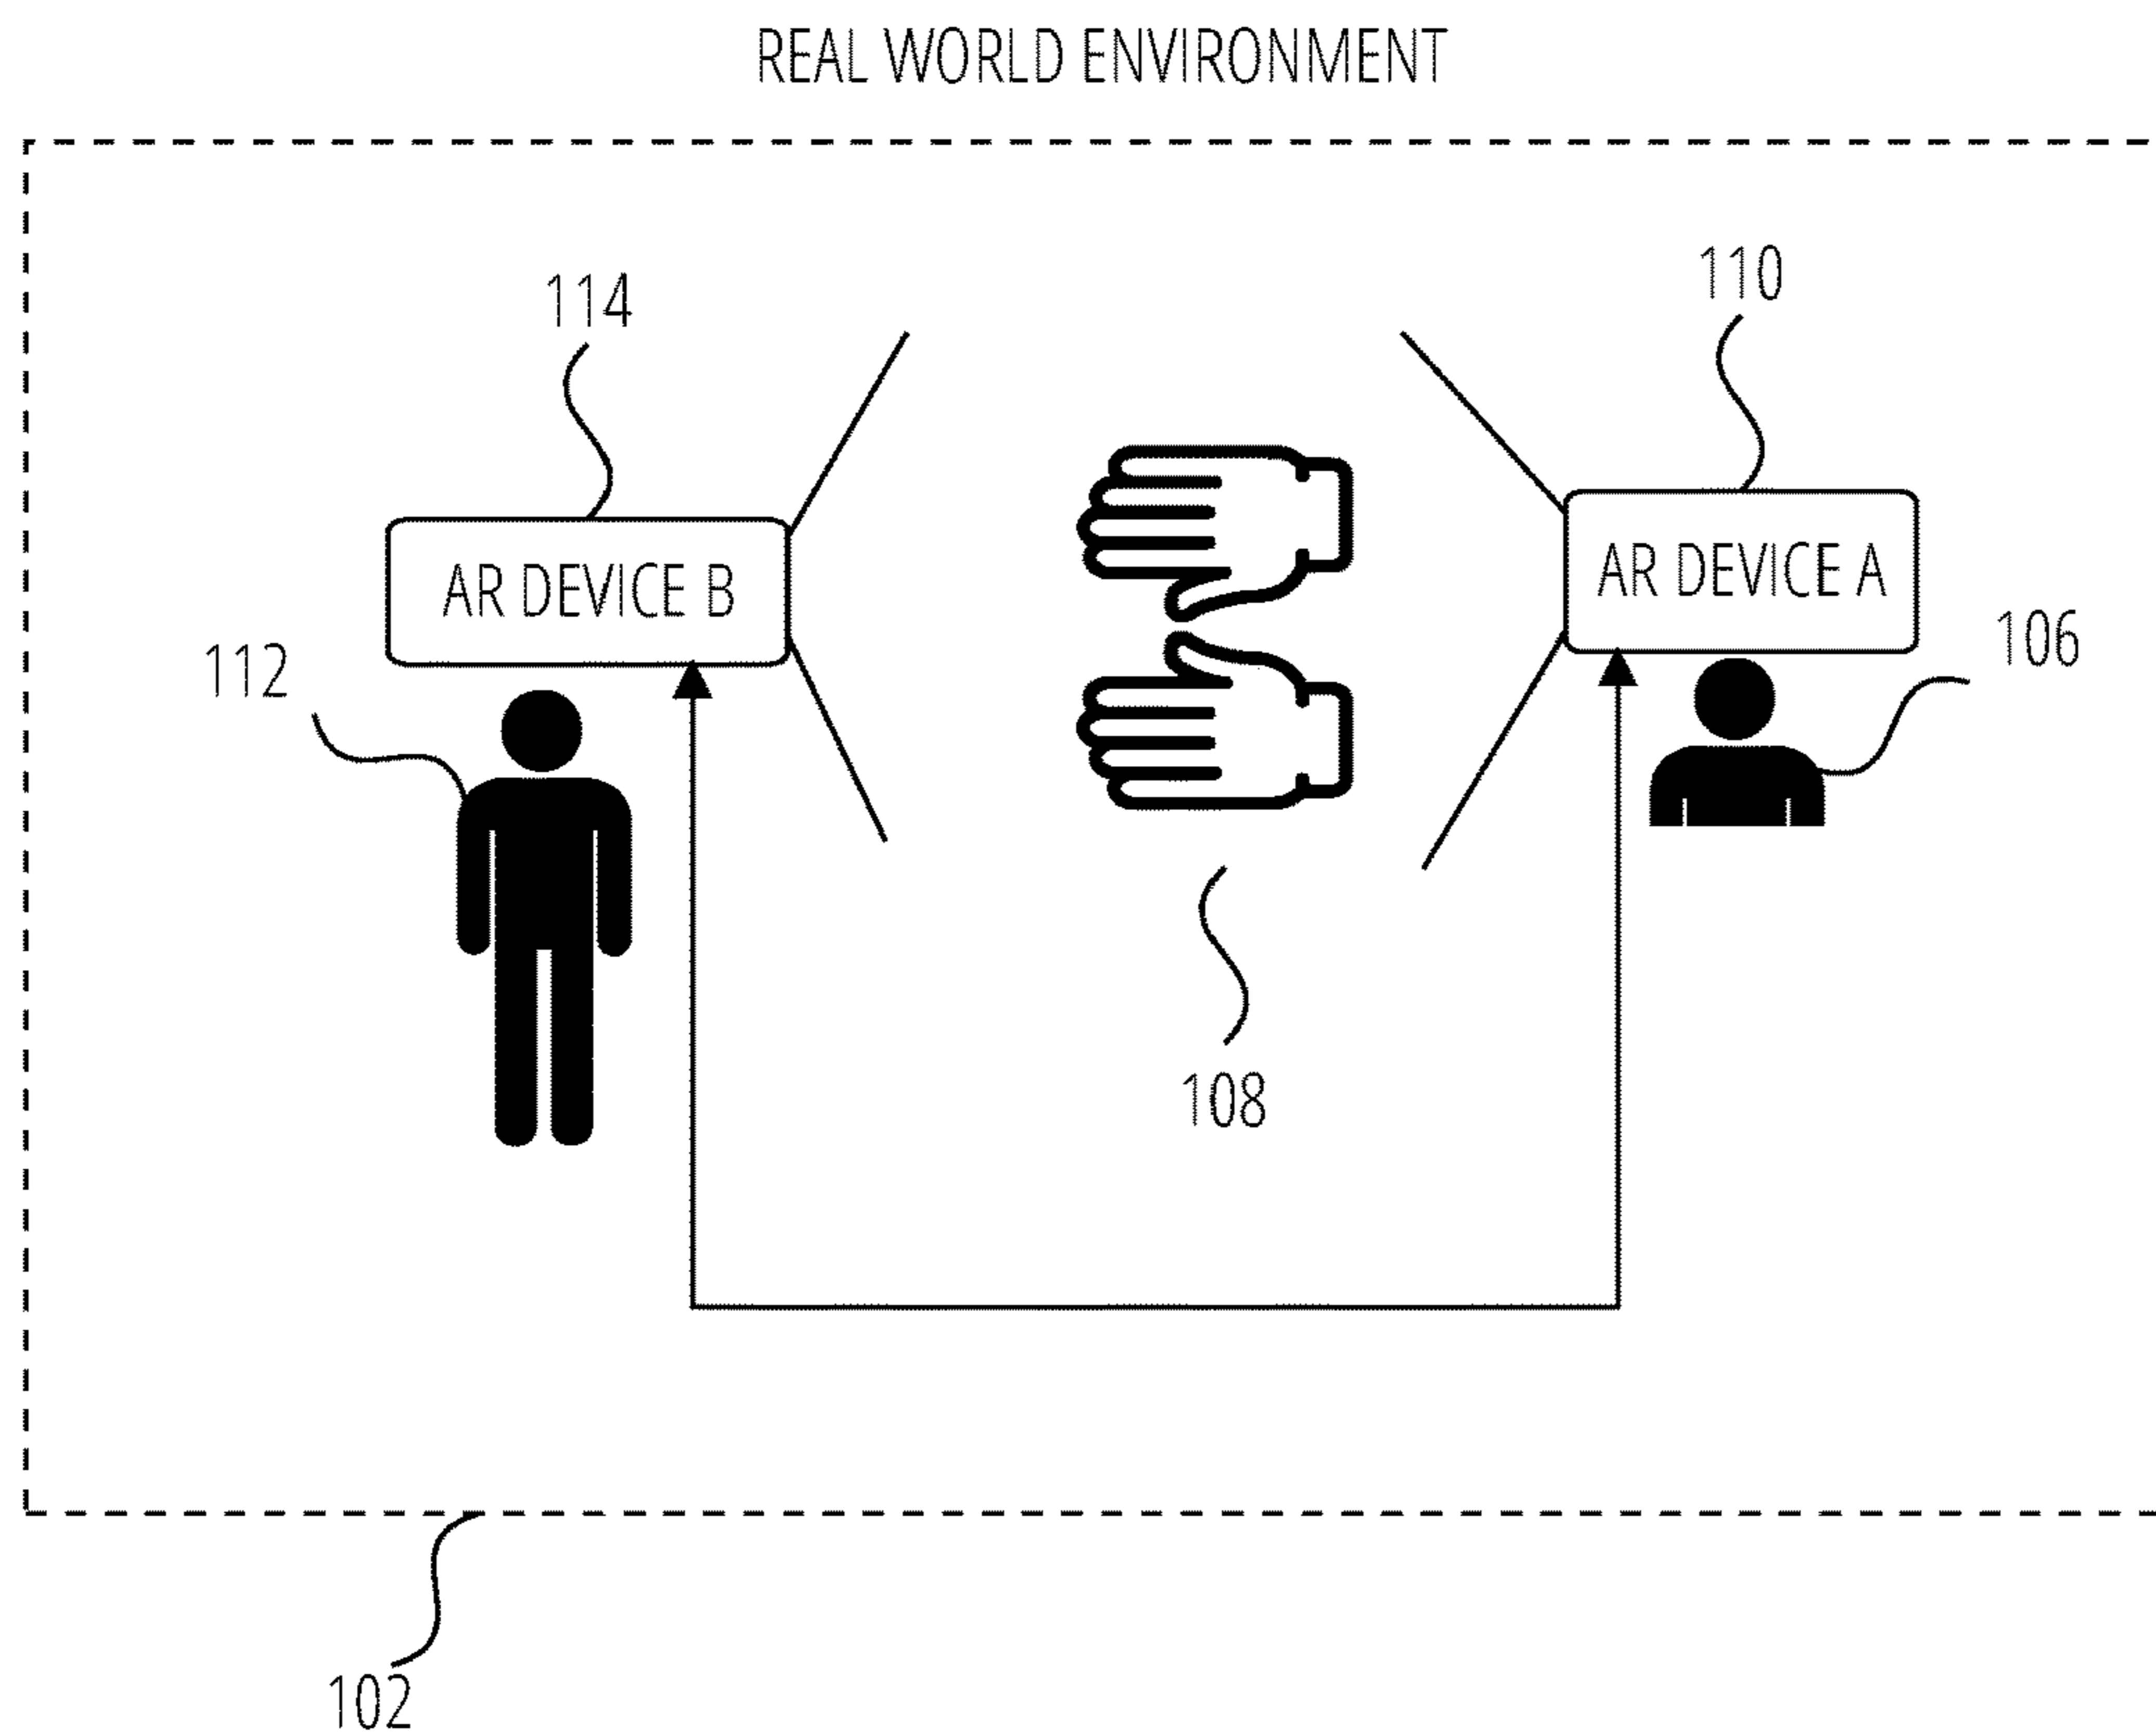 REAL WORLD ENVIRONMENT
110
114
AR DEVICE A
AR DEVICE B
106
112
108
102